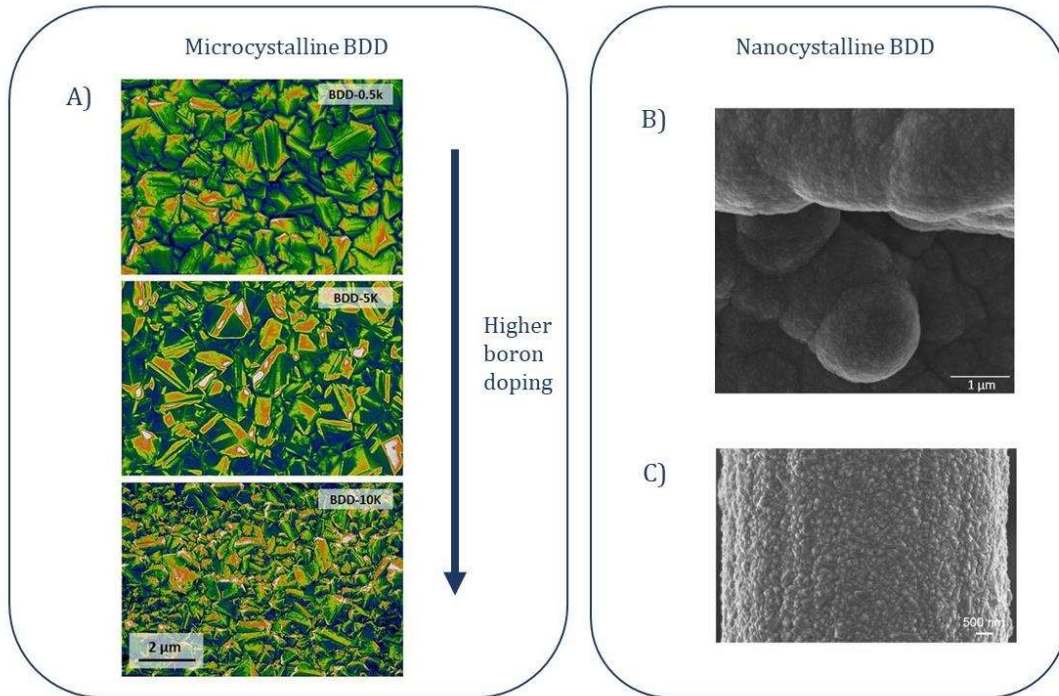 Microcystalline BDD
A)
BDD-0.5k
BDD-5K
BDD-10K
2 µm
Higher
boron
doping
Nanocystalline BDD
B)
1 µm
C)
500 nm